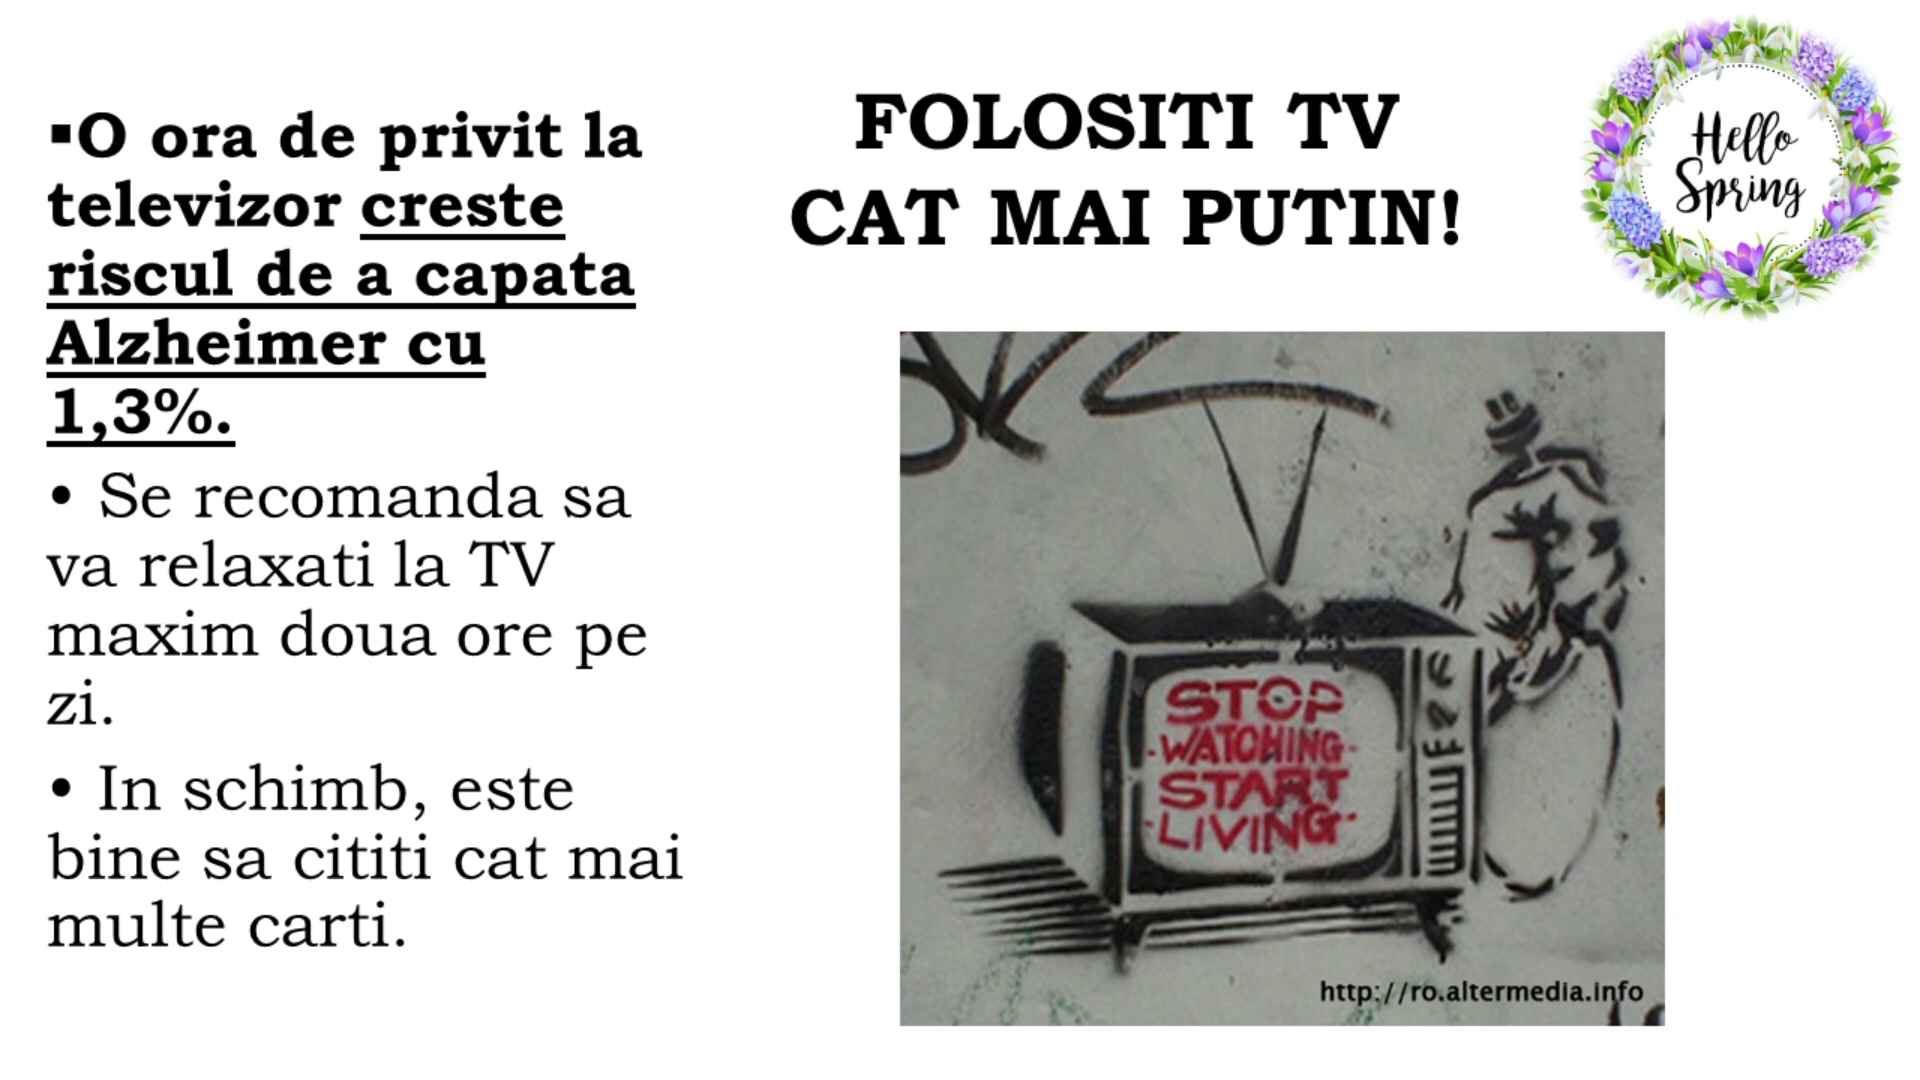 ▪O ora de privit la
televizor creste
riscul de a capata
Alzheimer cu
1,3%.
• Se recomanda sa
va relaxati la TV
maxim doua ore pe
zi.
• In schimb, este
bine sa cititi cat mai
multe carti.
FOLOSITI TV
CAT MAI PUTIN!
Hello
Spring
STOP
-WATCHING-
START
-LIVING-
http://ro.altermedia.info